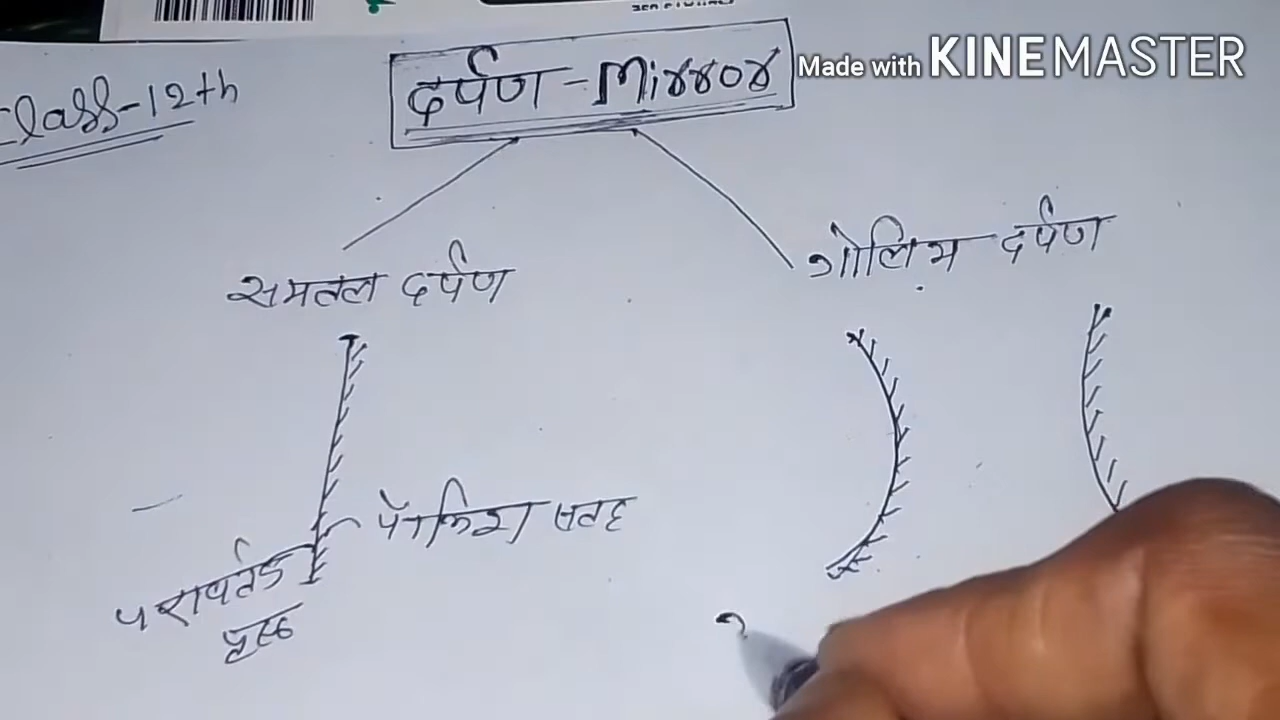 Class-12th
दर्पण - Mirror
Made with KINEMASTER
समतल दर्पण
गोलिय दर्पण
पॅालिश सतह
परावर्तक
पृष्ठ